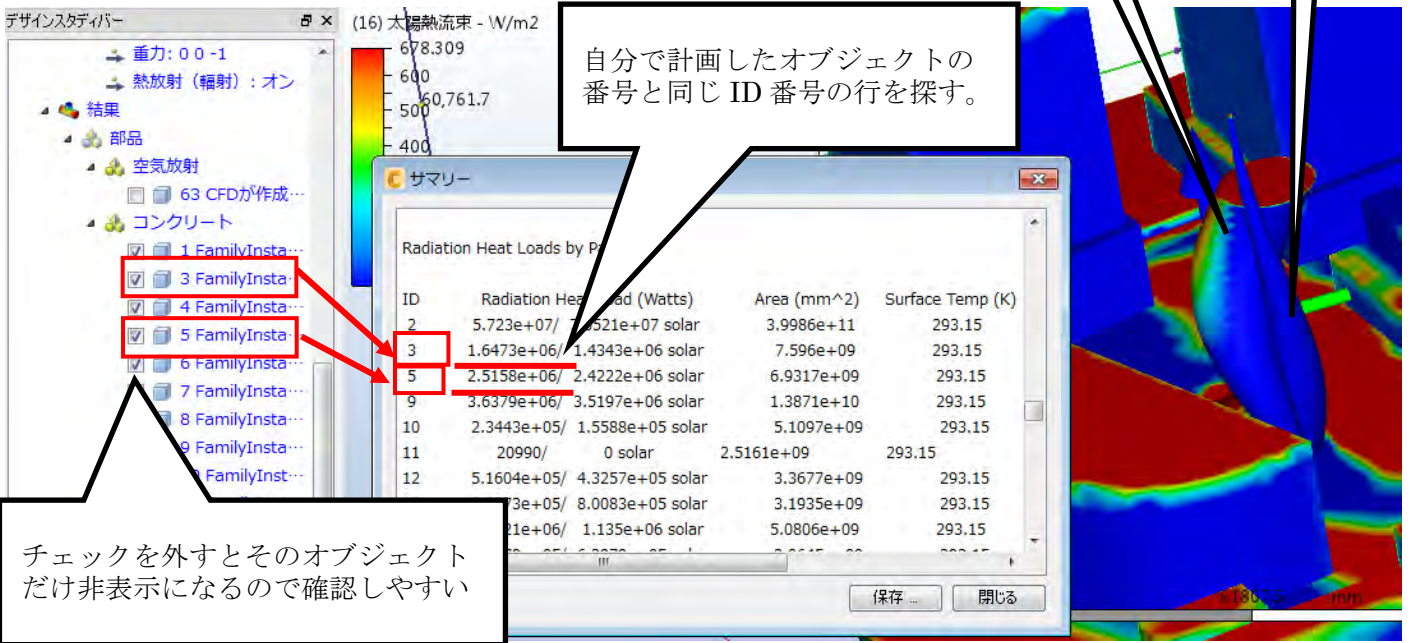 デザインスタディバー
重力: 0 0 -1
熱放射（輻射）: オン
結果
部品
空気放射
63 CFDが作成…
コンクリート
1 FamilyInsta…
3 FamilyInsta…
4 FamilyInsta…
5 FamilyInsta…
6 FamilyInsta…
7 FamilyInsta…
8 FamilyInsta…
9 FamilyInsta…
FamilyInst…
(16) 太陽熱流束 - W/m2
678.309
600
500
60,761.7
400
自分で計画したオブジェクトの
番号と同じ ID 番号の行を探す。
サマリー
Radiation Heat Loads by
ID Radiation Heat Load (Watts) Area (mm^2) Surface Temp (K)
2 5.723e+07/ 521e+07 solar 3.9986e+11 293.15
3 1.6473e+06/ 1.4343e+06 solar 7.596e+09 293.15
5 2.5158e+06/ 2.4222e+06 solar 6.9317e+09 293.15
9 3.6379e+06/ 3.5197e+06 solar 1.3871e+10 293.15
10 2.3443e+05/ 1.5588e+05 solar 5.1097e+09 293.15
11 20990/ 0 solar 2.5161e+09 293.15
12 5.1604e+05/ 4.3257e+05 solar 3.3677e+09 293.15
73e+05/ 8.0083e+05 solar 3.1935e+09 293.15
21e+06/ 1.135e+06 solar 5.0806e+09 293.15
保存 ...
閉じる
チェックを外すとそのオブジェクト
だけ非表示になるので確認しやすい
61807.5 mm